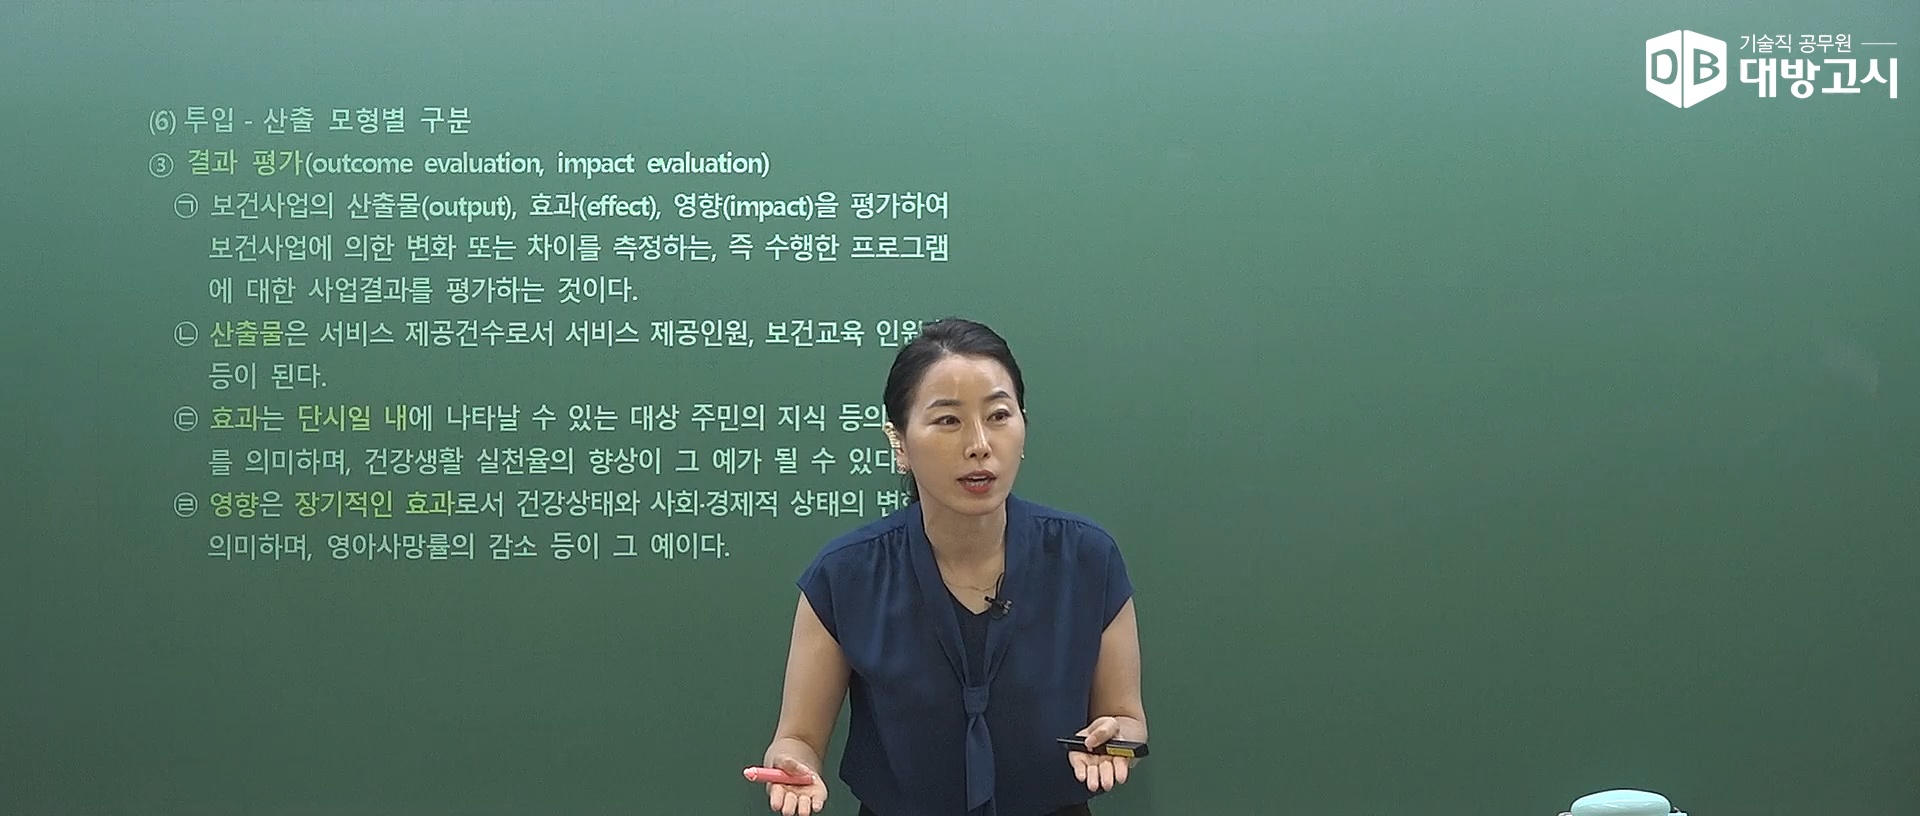 기술직 공무원
대방고시
DB
(6) 투입 - 산출 모형별 구분
③ 결과 평가(outcome evaluation, impact evaluation)
㉠ 보건사업의 산출물(output), 효과(effect), 영향(impact)을 평가하여
보건사업에 의한 변화 또는 차이를 측정하는, 즉 수행한 프로그램
에 대한 사업결과를 평가하는 것이다.
㉡ 산출물은 서비스 제공건수로서 서비스 제공인원, 보건교육 인원
등이 된다.
㉢ 효과는 단시일 내에 나타날 수 있는 대상 주민의 지식 등의
를 의미하며, 건강생활 실천율의 향상이 그 예가 될 수 있다
㉣ 영향은 장기적인 효과로서 건강상태와 사회·경제적 상태의
의미하며, 영아사망률의 감소 등이 그 예이다.